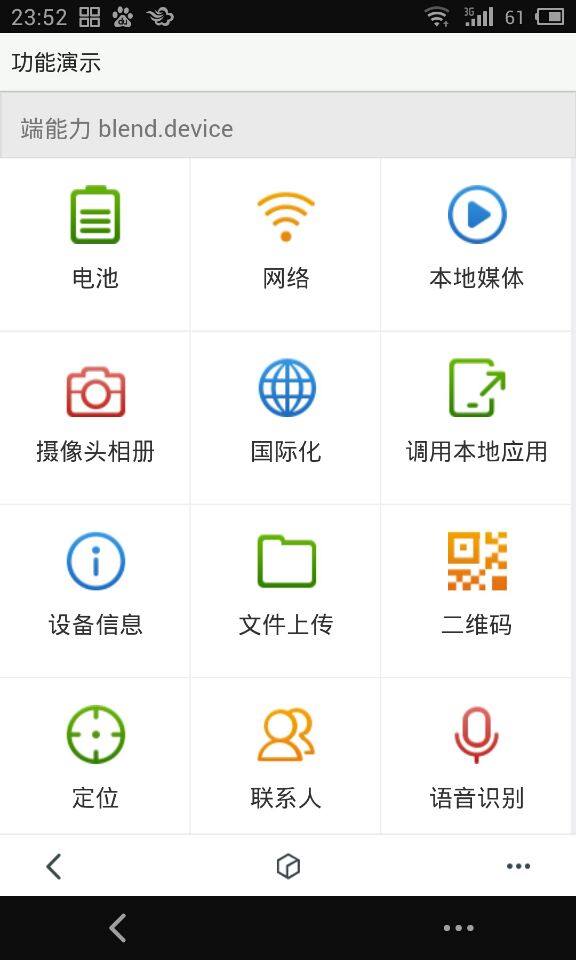 23:52
3G
61
功能演示
端能力 blend.device
电池
网络
本地媒体
摄像头相册
国际化
调用本地应用
设备信息
文件上传
二维码
定位
联系人
语音识别